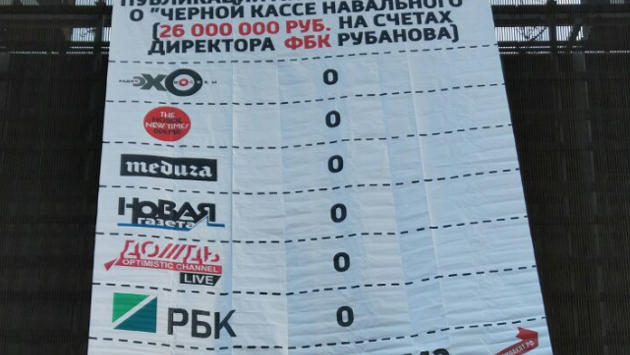 О "ЧЕРНОЙ КАССЕ НАВАЛЬНОГО
(26 000 000 РУБ. НА СЧЕТАХ
ДИРЕКТОРА ФБК РУБАНОВА)
ЭХО 0
THE
NEW TIMES 0
meduza 0
НОВАЯ
газета 0
ДОЖДЬ
OPTIMISTIC CHANNEL
LIVE 0
РБК 0